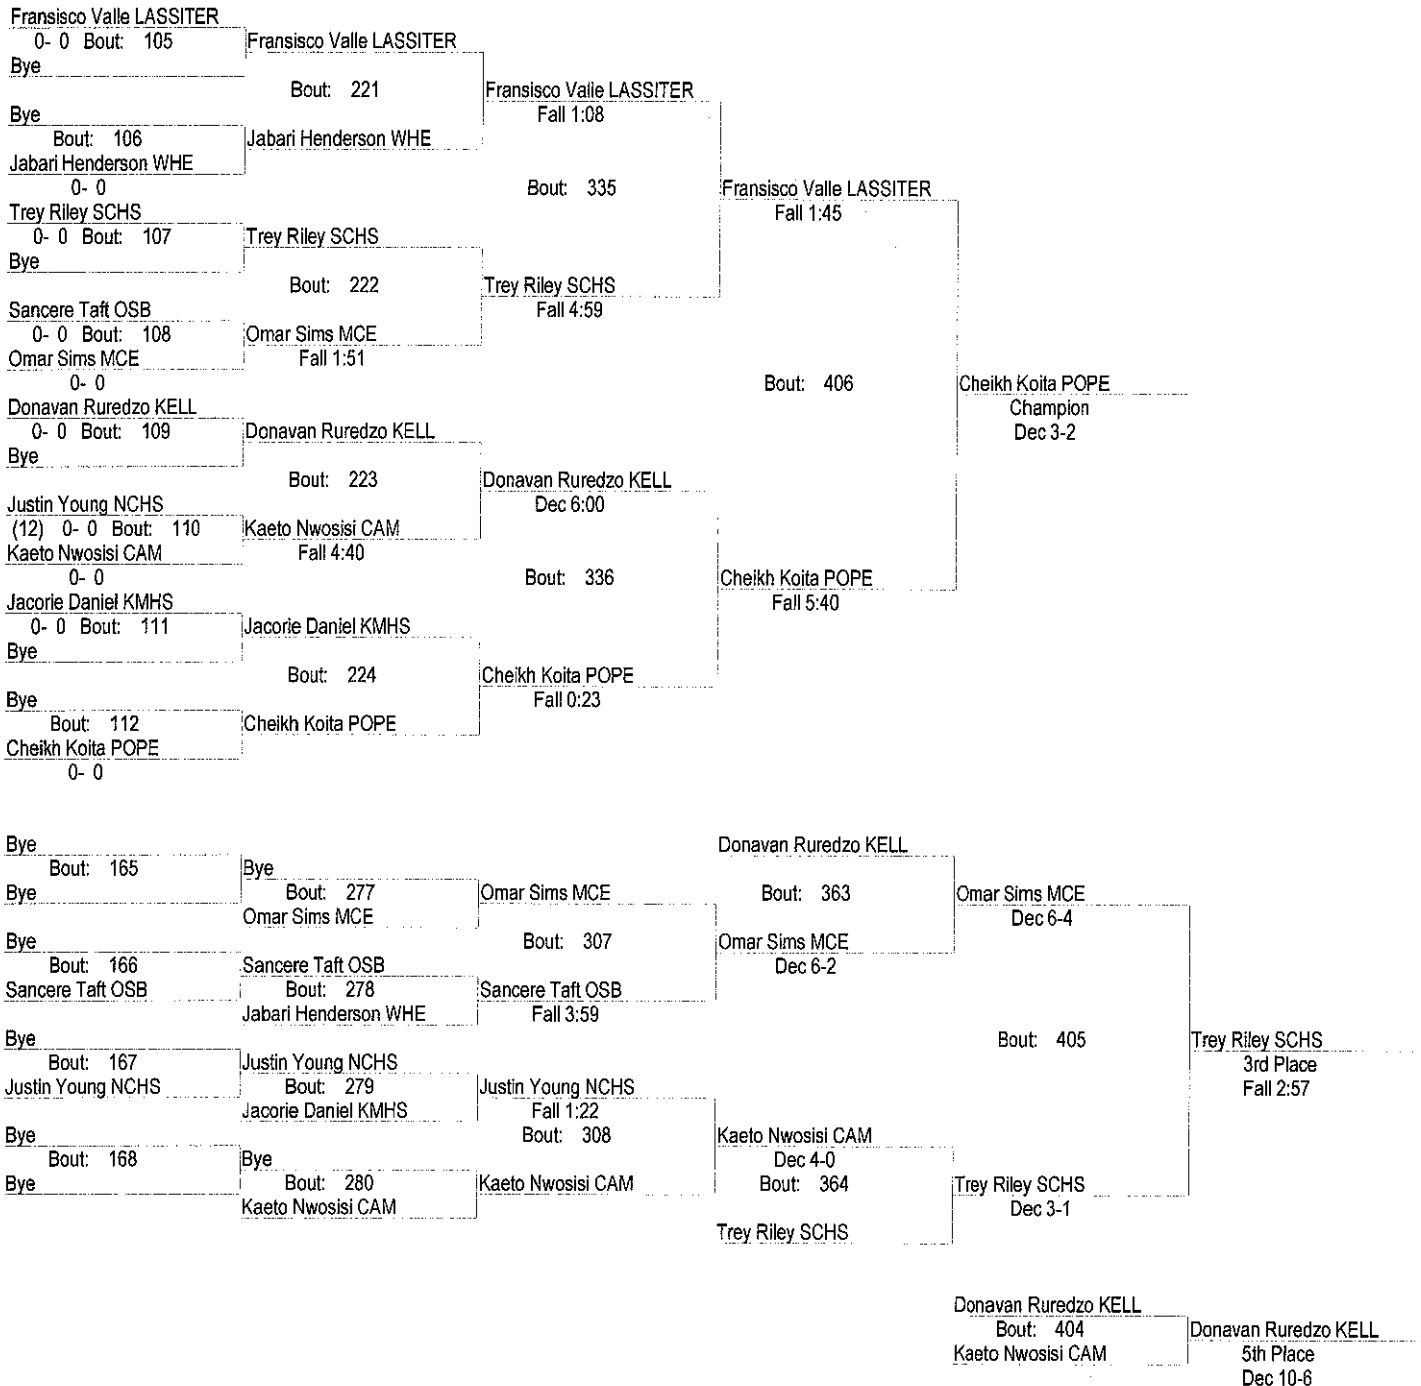 Fransisco Valle LASSITER
0- 0 Bout: 105
Bye
Fransisco Valle LASSITER
Bout: 221
Bye
Bout: 106
Jabari Henderson WHE
0- 0
Jabari Henderson WHE
Fransisco Valle LASSITER
Fall 1:08
Bout: 335
Trey Riley SCHS
0- 0 Bout: 107
Bye
Trey Riley SCHS
Bout: 222
Sancere Taft OSB
0- 0 Bout: 108
Omar Sims MCE
0- 0
Omar Sims MCE
Fall 1:51
Trey Riley SCHS
Fall 4:59
Fransisco Valle LASSITER
Fall 1:45
Bout: 406
Donavan Ruredzo KELL
0- 0 Bout: 109
Bye
Donavan Ruredzo KELL
Bout: 223
Justin Young NCHS
(12) 0- 0 Bout: 110
Kaeto Nwosisi CAM
0- 0
Kaeto Nwosisi CAM
Fall 4:40
Donavan Ruredzo KELL
Dec 6:00
Bout: 336
Jacorie Daniel KMHS
0- 0 Bout: 111
Bye
Jacorie Daniel KMHS
Bout: 224
Bye
Bout: 112
Cheikh Koita POPE
0- 0
Cheikh Koita POPE
Cheikh Koita POPE
Fall 0:23
Cheikh Koita POPE
Fall 5:40
Cheikh Koita POPE
Champion
Dec 3-2
Bye
Bout: 165
Bye
Bye
Bout: 277
Omar Sims MCE
Omar Sims MCE
Bout: 307
Bye
Bout: 166
Sancere Taft OSB
Sancere Taft OSB
Bout: 278
Jabari Henderson WHE
Sancere Taft OSB
Fall 3:59
Donavan Ruredzo KELL
Bout: 363
Omar Sims MCE
Dec 6-2
Omar Sims MCE
Dec 6-4
Bout: 405
Bye
Bout: 167
Justin Young NCHS
Justin Young NCHS
Bout: 279
Jacorie Daniel KMHS
Justin Young NCHS
Fall 1:22
Bout: 308
Bye
Bout: 168
Bye
Bye
Bout: 280
Kaeto Nwosisi CAM
Kaeto Nwosisi CAM
Kaeto Nwosisi CAM
Dec 4-0
Bout: 364
Trey Riley SCHS
Trey Riley SCHS
Dec 3-1
Trey Riley SCHS
3rd Place
Fall 2:57
Donavan Ruredzo KELL
Bout: 404
Kaeto Nwosisi CAM
Donavan Ruredzo KELL
5th Place
Dec 10-6